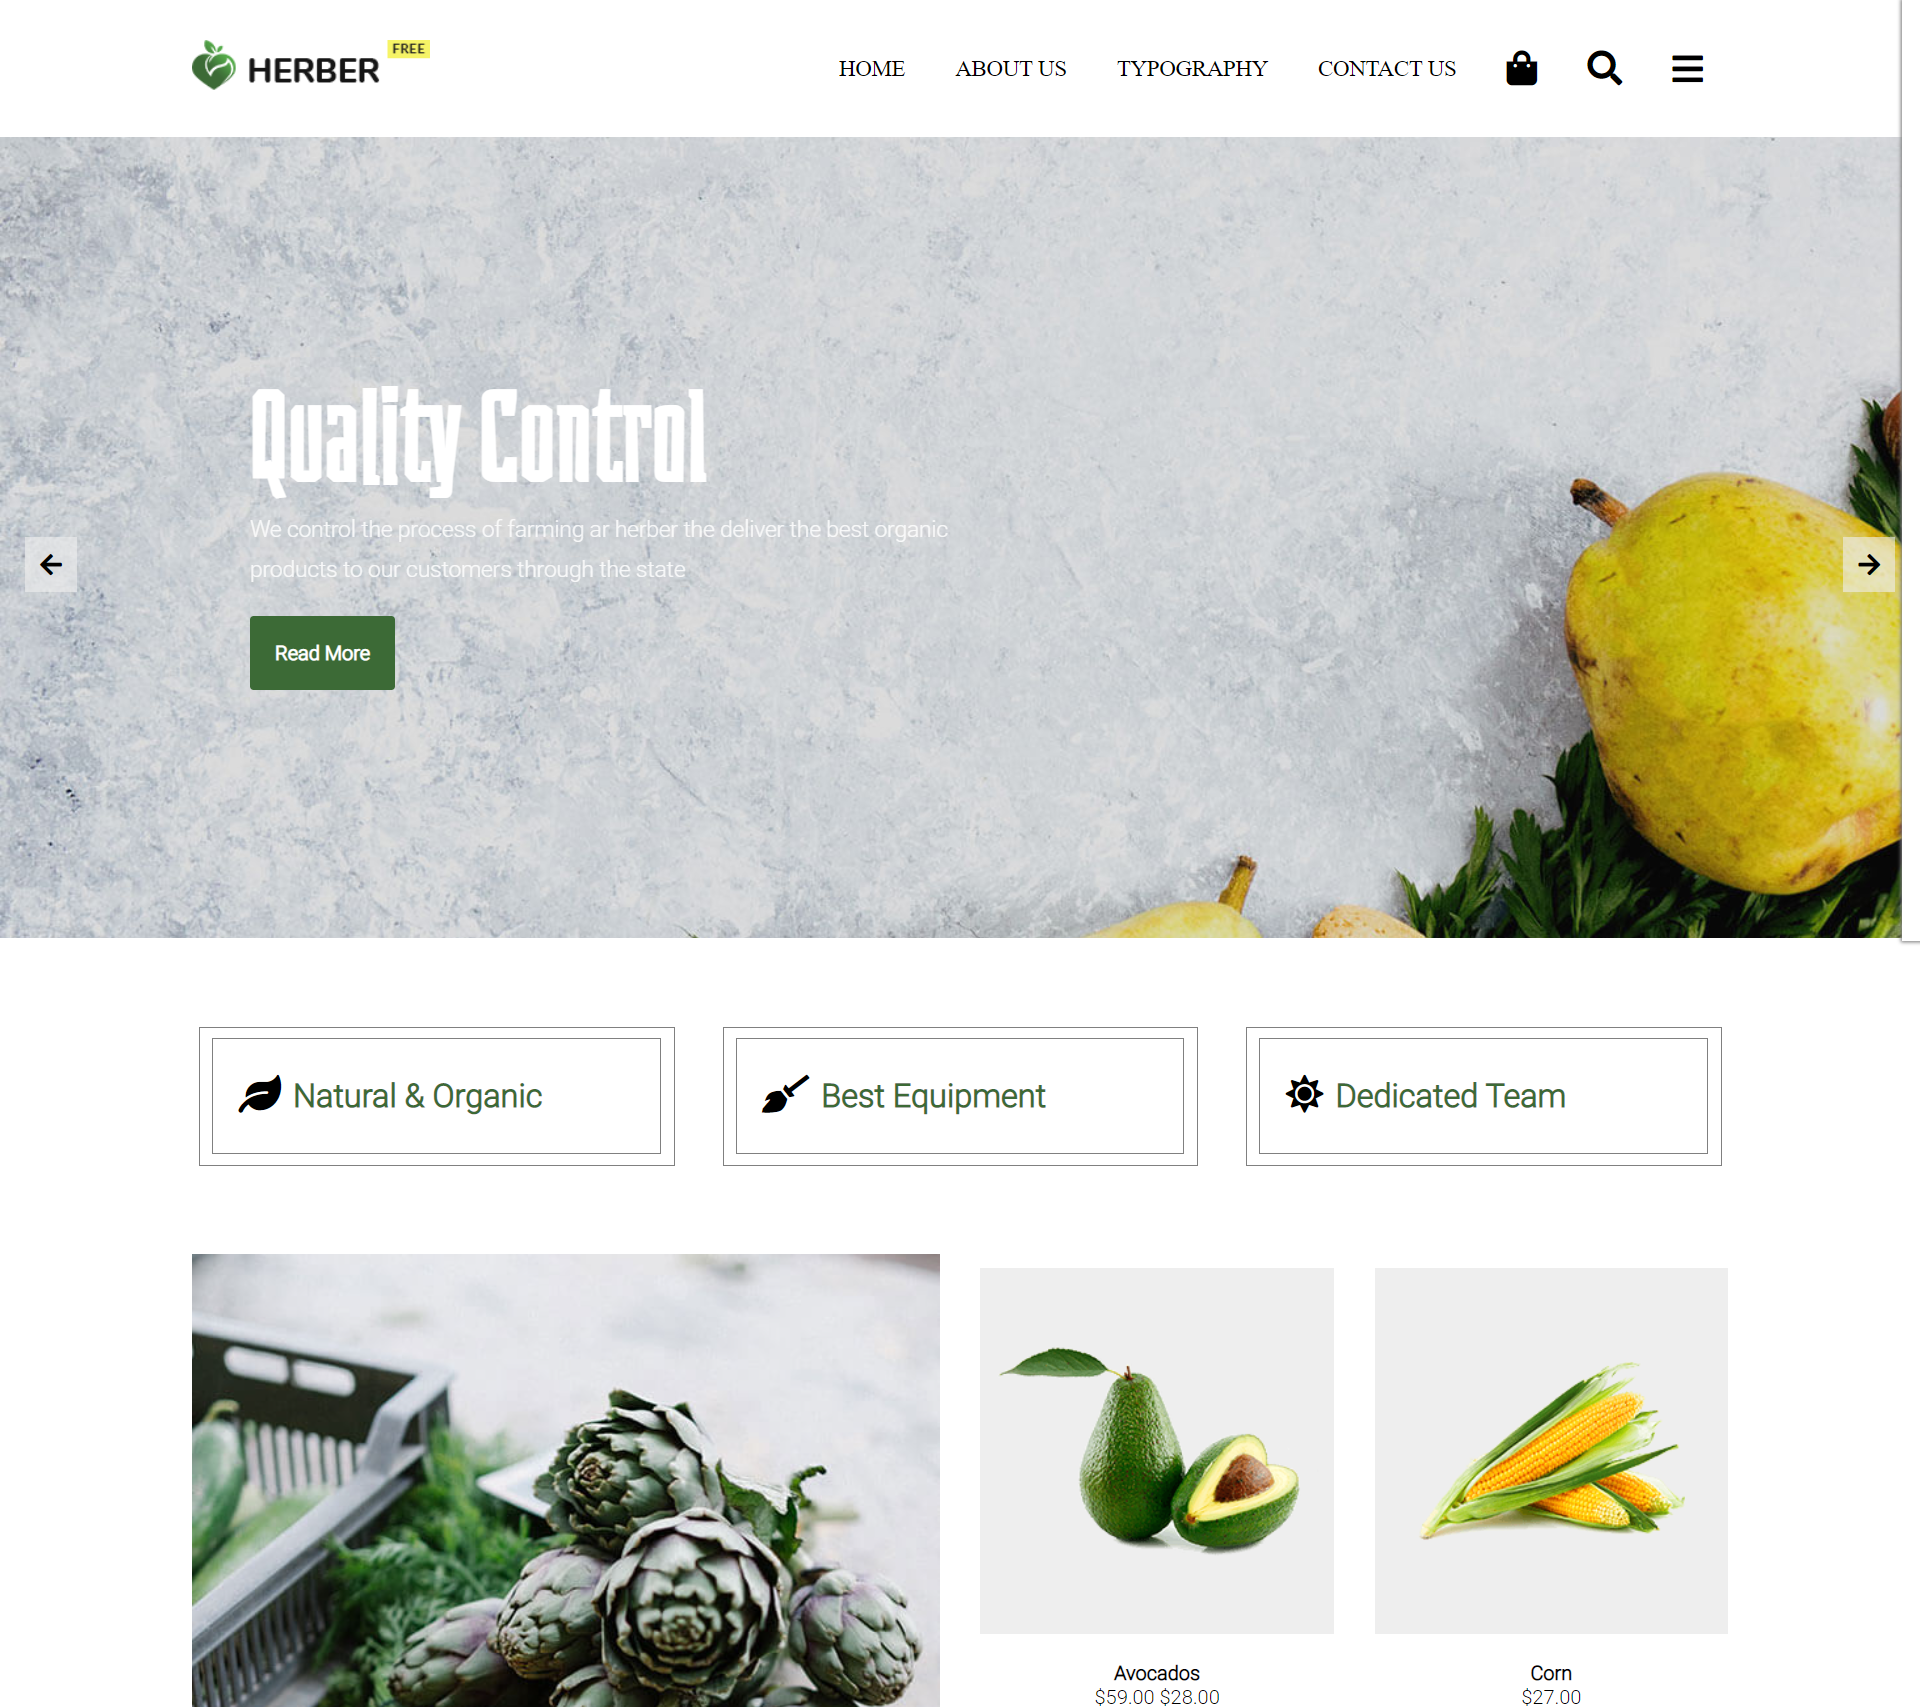 HERBER
FREE
HOME
ABOUT US
TYPOGRAPHY
CONTACT US
Quality Control
We control the process of farming ar herber the deliver the best organic
products to our customers through the state
Read More
Natural & Organic
Best Equipment
Dedicated Team
Avocados
$59.00 $28.00
Corn
$27.00